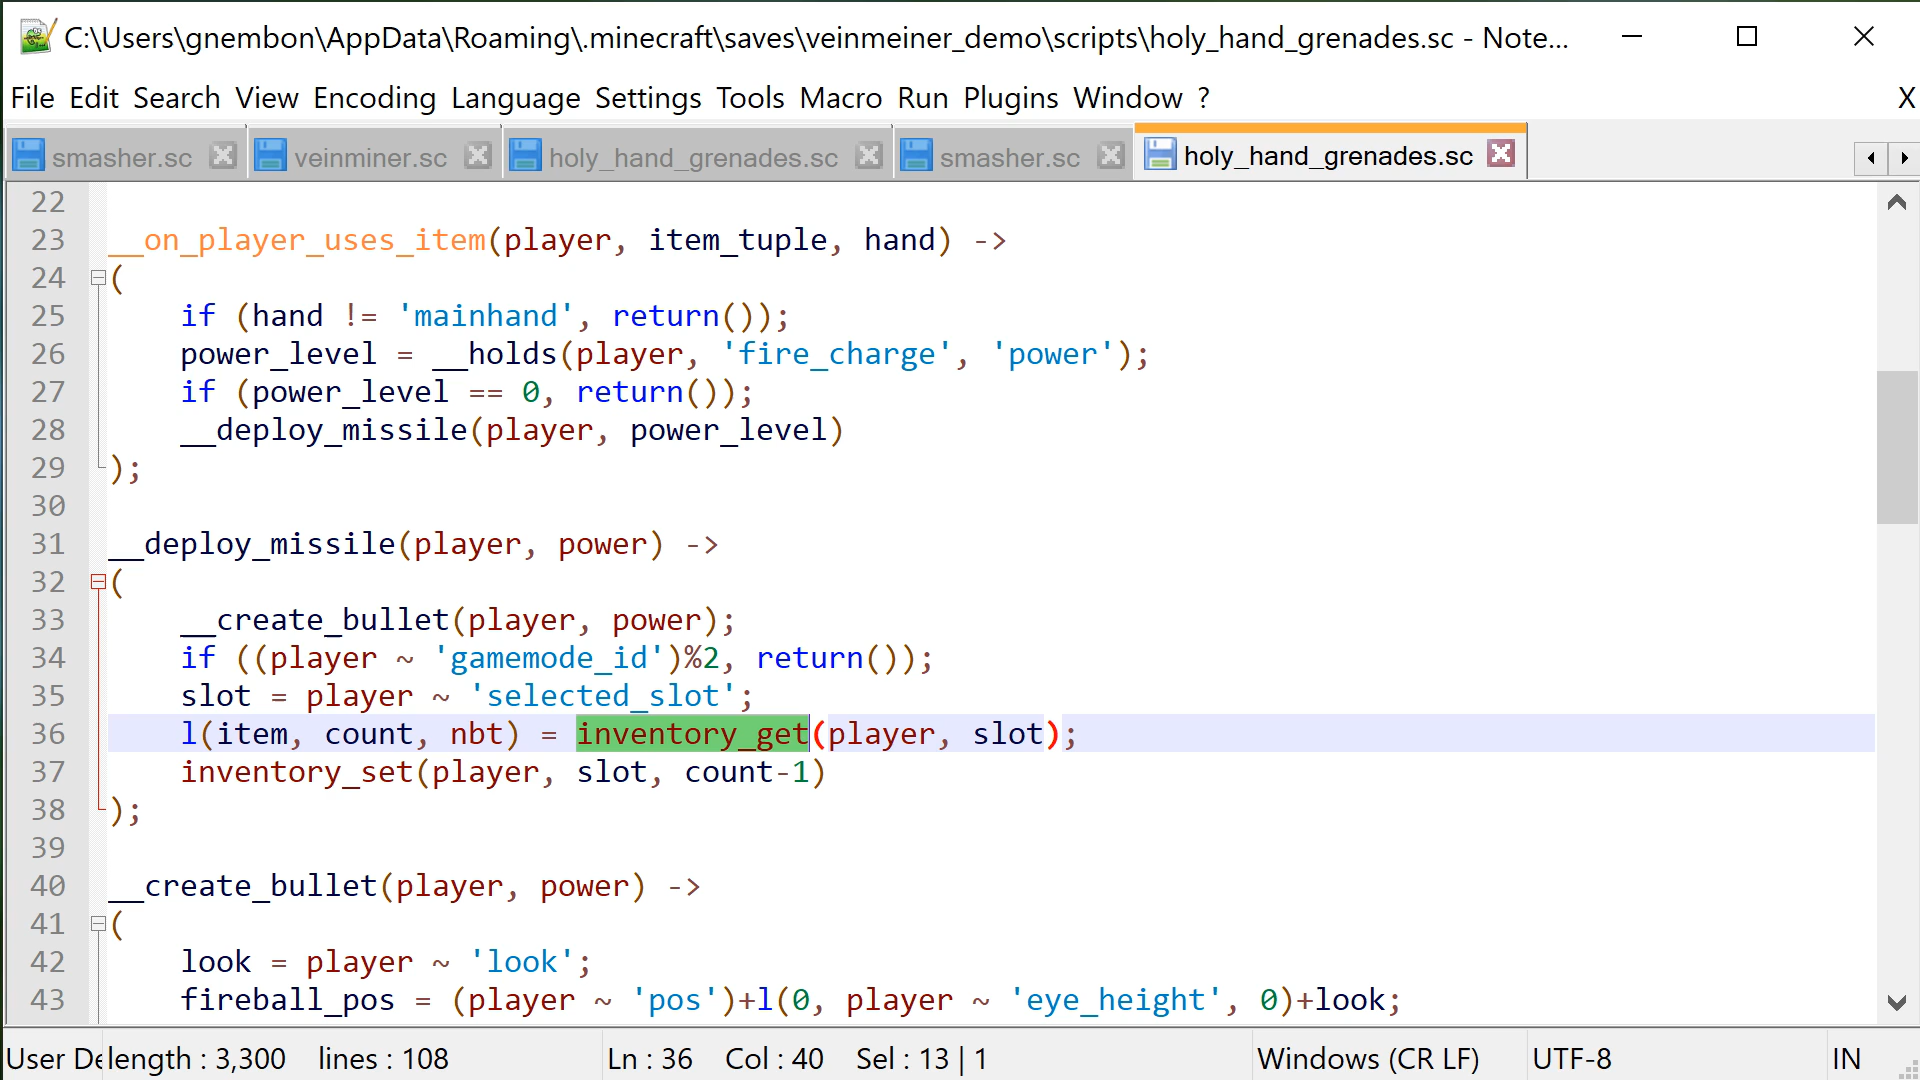 C:\Users\gnembon\AppData\Roaming\.minecraft\saves\veinmeiner_demo\scripts\holy_hand_grenades.sc - Note...
File Edit Search View Encoding Language Settings Tools Macro Run Plugins Window ? X
smasher.sc veinminer.sc holy_hand_grenades.sc smasher.sc holy_hand_grenades.sc
22
23 __on_player_uses_item(player, item_tuple, hand) ->
24 (
25     if (hand != 'mainhand', return());
26     power_level = __holds(player, 'fire_charge', 'power');
27     if (power_level == 0, return());
28     __deploy_missile(player, power_level)
29 );
30
31 __deploy_missile(player, power) ->
32 (
33     __create_bullet(player, power);
34     if ((player ~ 'gamemode_id')%2, return());
35     slot = player ~ 'selected_slot';
36     l(item, count, nbt) = inventory_get(player, slot);
37     inventory_set(player, slot, count-1)
38 );
39
40 __create_bullet(player, power) ->
41 (
42     look = player ~ 'look';
43     fireball_pos = (player ~ 'pos')+l(0, player ~ 'eye_height', 0)+look;
User De length : 3,300 lines : 108 Ln : 36 Col : 40 Sel : 13 | 1 Windows (CR LF) UTF-8 IN